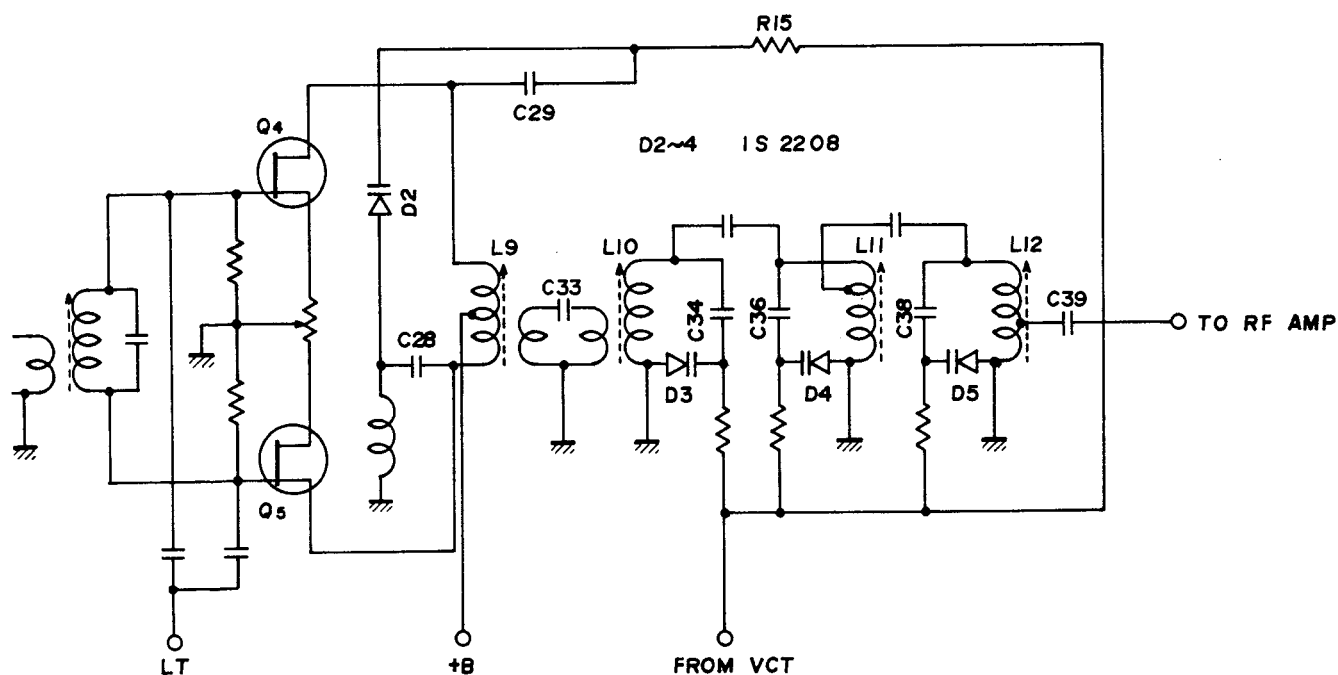 R15
C29
Q4
D2~4 1S 2208
D2
L9
L10
L11
L12
C33
C34
C36
C38
C39
TO RF AMP
C28
D3
D4
D5
Q5
LT
+B
FROM VCT